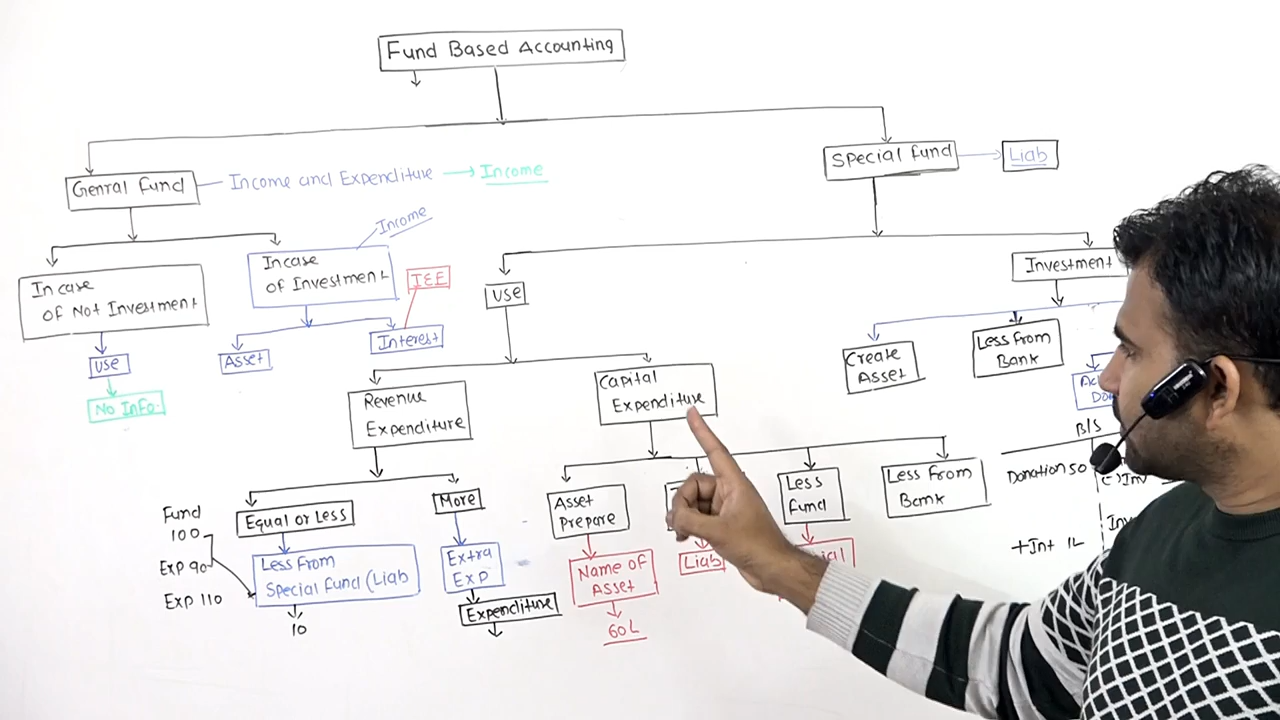 Fund Based Accounting
Genral fund
Income and Expenditure → Income
Special fund
Liab
Income
In case
of Not Investment
Incase
of Investment
I&E
Use
Asset
Interest
No Info.
Use
Investment
Create
Asset
Less from
Bank
Revenue
Expenditure
Capital
Expenditure
B/S
Donation 50
Inv
+Int 1L
Equal or Less
More
Asset
Prepare
Less
Fund
Less From
Bank
Fund
100
Exp 90
Exp 110
Less From
Special fund (Liab
10
Extra
Exp
Expenditure
Name of
Asset
60L
Liab